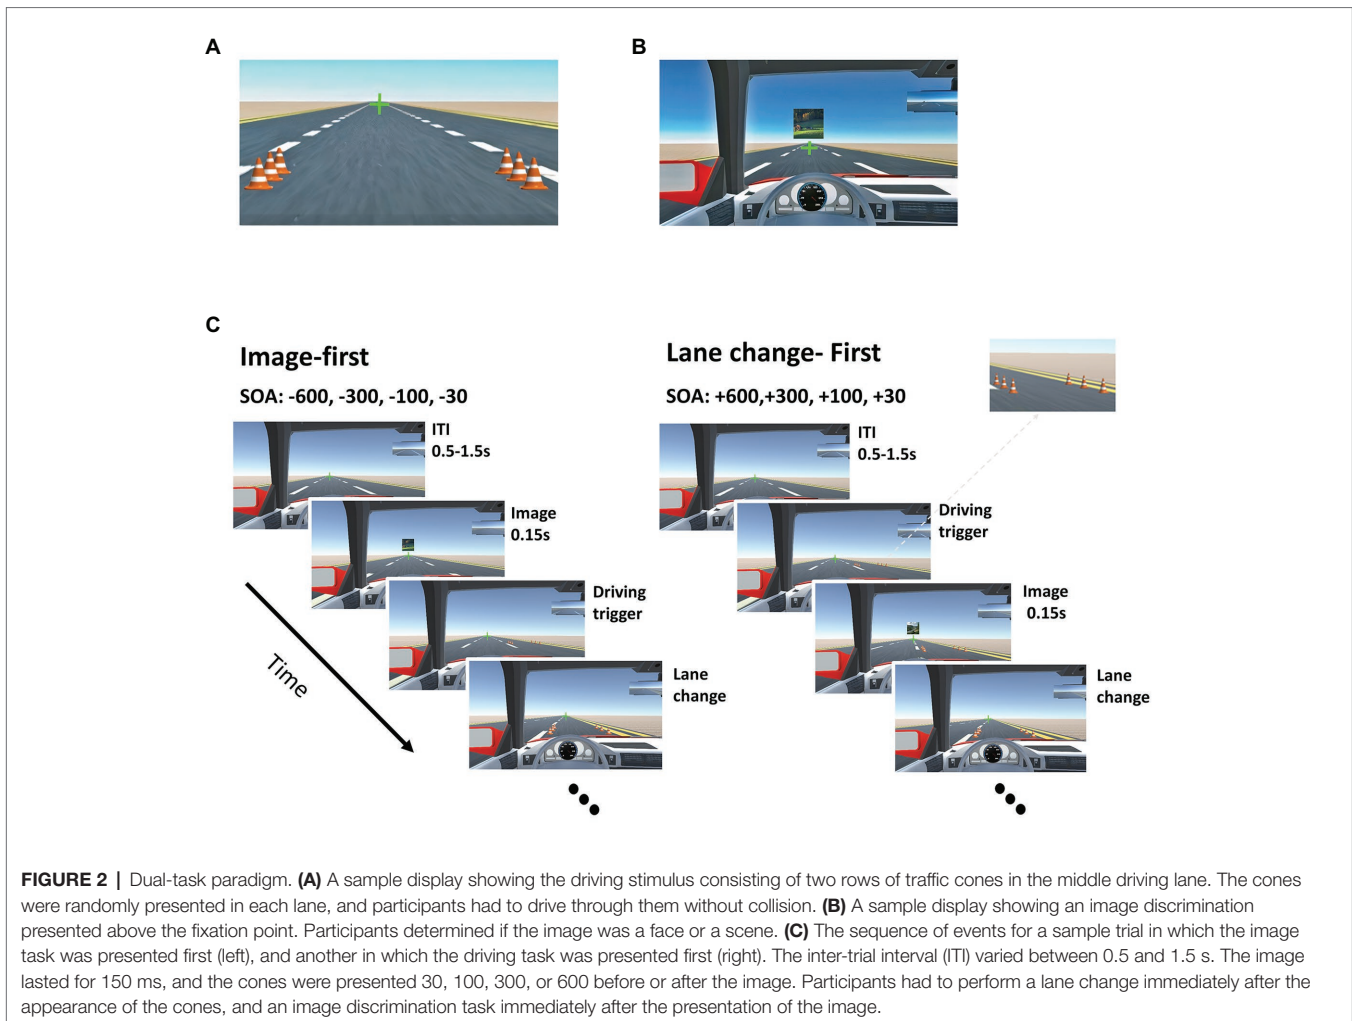 A
B
C
Image-first
SOA: -600, -300, -100, -30
ITI
0.5-1.5s
Image
0.15s
Driving
trigger
Lane
change
Time
Lane change- First
SOA: +600,+300, +100, +30
ITI
0.5-1.5s
Driving
trigger
Image
0.15s
Lane
change
FIGURE 2 | Dual-task paradigm. (A) A sample display showing the driving stimulus consisting of two rows of traffic cones in the middle driving lane. The cones
were randomly presented in each lane, and participants had to drive through them without collision. (B) A sample display showing an image discrimination
presented above the fixation point. Participants determined if the image was a face or a scene. (C) The sequence of events for a sample trial in which the image
task was presented first (left), and another in which the driving task was presented first (right). The inter-trial interval (ITI) varied between 0.5 and 1.5 s. The image
lasted for 150 ms, and the cones were presented 30, 100, 300, or 600 before or after the image. Participants had to perform a lane change immediately after the
appearance of the cones, and an image discrimination task immediately after the presentation of the image.